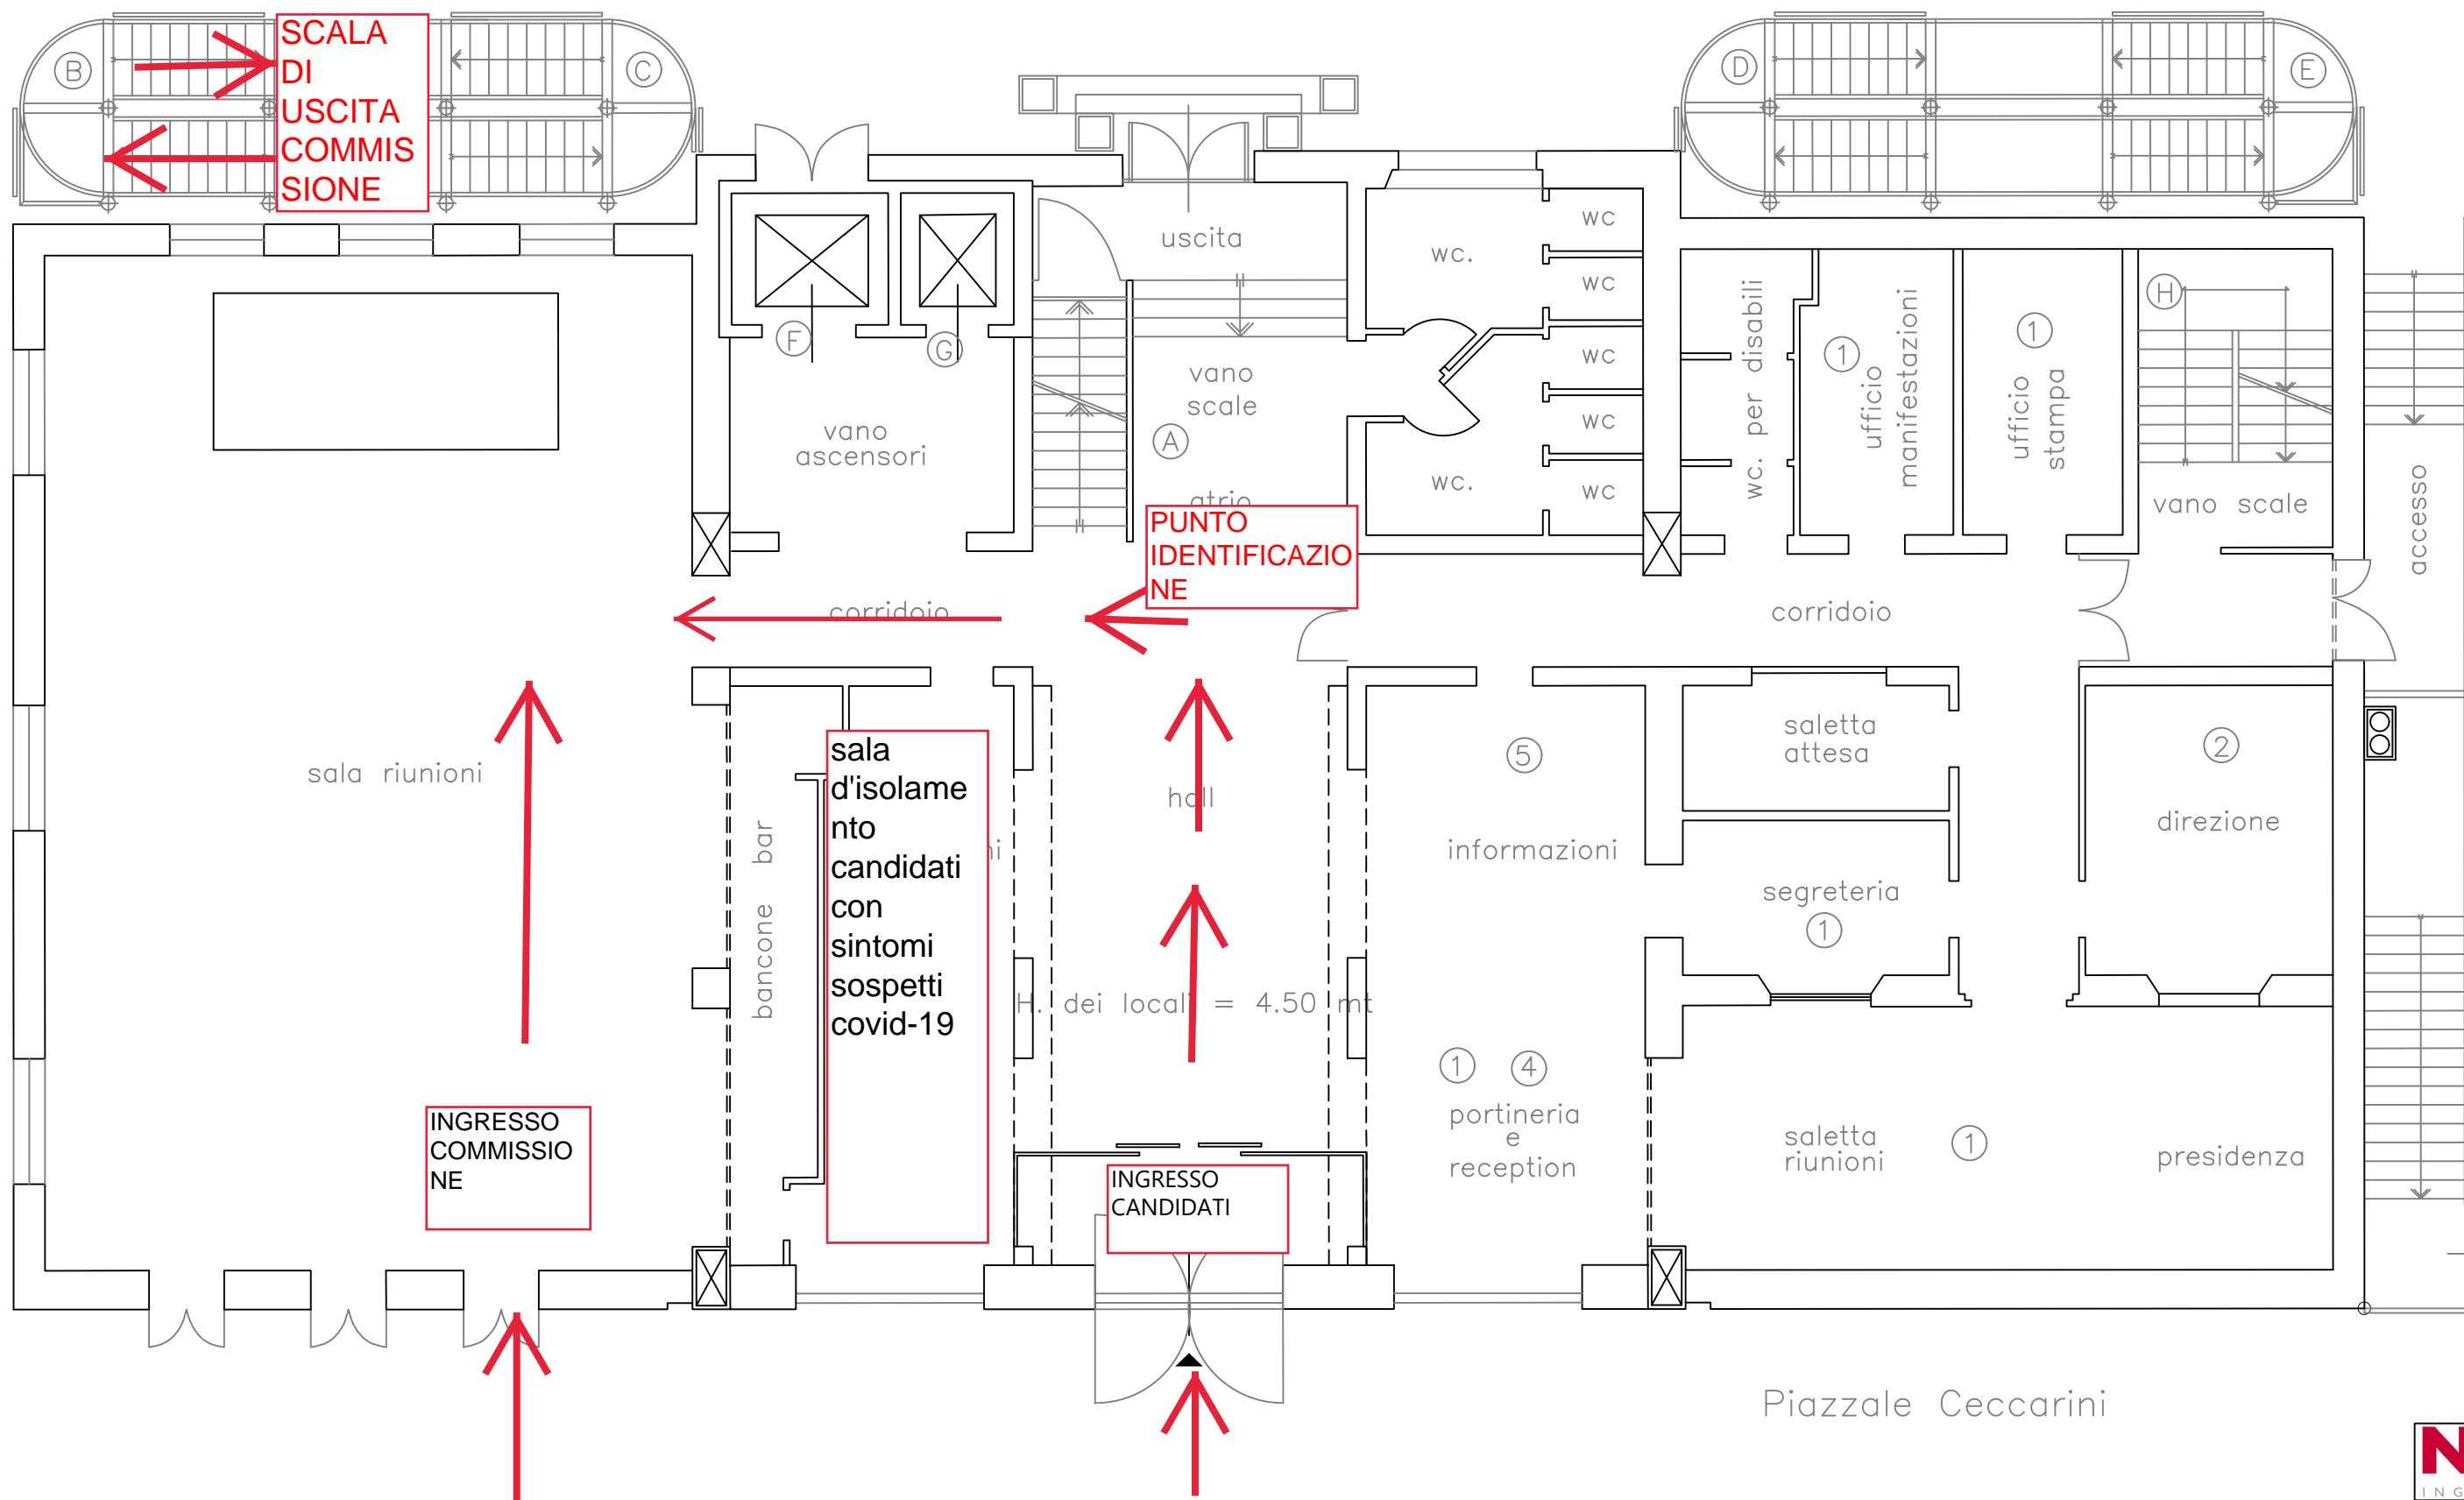 SCALA
DI
USCITA
COMMIS
SIONE
B
C
D
E
uscita
wc.
wc
wc
wc
wc
wc
wc.
F
G
vano
ascensori
vano
scale
A
atrio
wc. per disabili
1
ufficio
manifestazioni
1
ufficio
stampa
H
vano scale
accesso
PUNTO
IDENTIFICAZIO
NE
corridoio
corridoio
sala riunioni
bancone bar
sala
d'isolame
nto
candidati
con
sintomi
sospetti
covid-19
hall
H. dei locali = 4.50 mt
5
informazioni
saletta
attesa
segreteria
1
2
direzione
1 4
portineria
e
reception
saletta
riunioni
1
presidenza
INGRESSO
COMMISSIO
NE
INGRESSO
CANDIDATI
Piazzale Ceccarini
N
ING